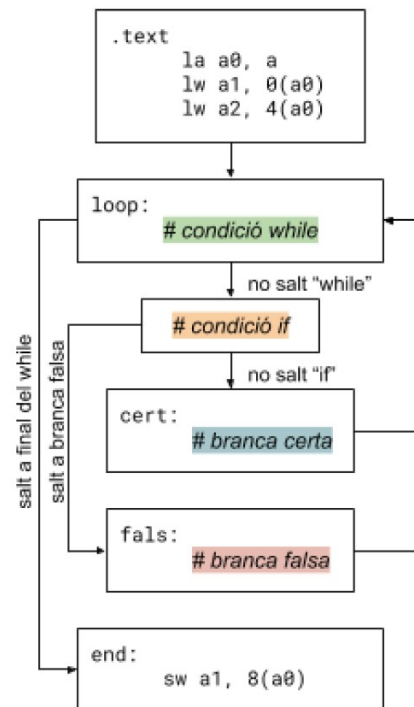 .text
la a0, a
lw a1, 0(a0)
lw a2, 4(a0)
loop:
# condició while
no salt "while"
# condició if
no salt "if"
salt a final del while
salt a branca falsa
cert:
# branca certa
fals:
# branca falsa
end:
sw a1, 8(a0)